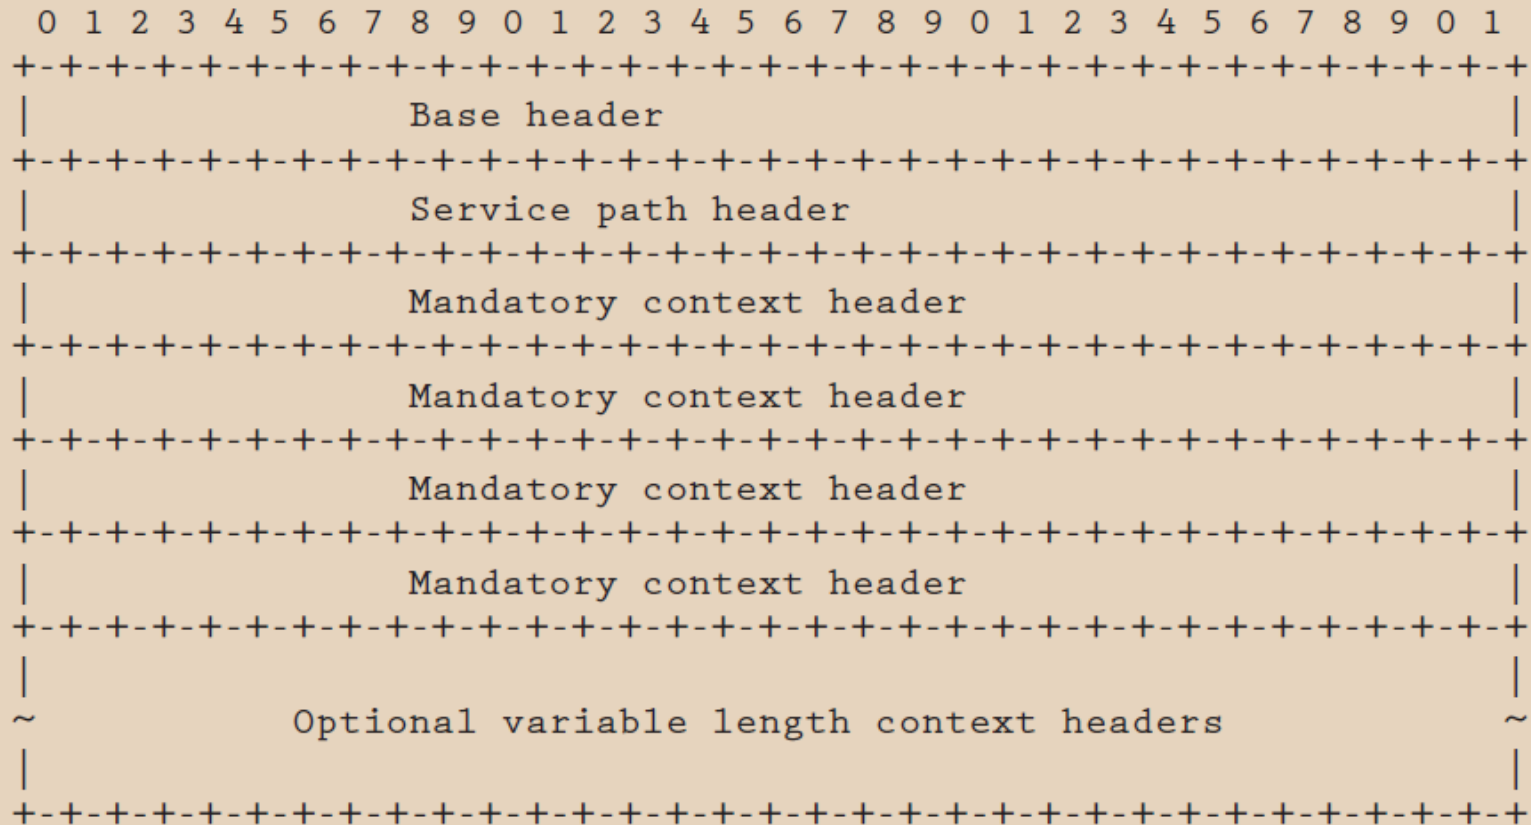 0 1 2 3 4 5 6 7 8 9 0 1 2 3 4 5 6 7 8 9 0 1 2 3 4 5 6 7 8 9 0 1
+-+-+-+-+-+-+-+-+-+-+-+-+-+-+-+-+-+-+-+-+-+-+-+-+-+-+-+-+-+-+-+-+
| Base header |
+-+-+-+-+-+-+-+-+-+-+-+-+-+-+-+-+-+-+-+-+-+-+-+-+-+-+-+-+-+-+-+-+
| Service path header |
+-+-+-+-+-+-+-+-+-+-+-+-+-+-+-+-+-+-+-+-+-+-+-+-+-+-+-+-+-+-+-+-+
| Mandatory context header |
+-+-+-+-+-+-+-+-+-+-+-+-+-+-+-+-+-+-+-+-+-+-+-+-+-+-+-+-+-+-+-+-+
| Mandatory context header |
+-+-+-+-+-+-+-+-+-+-+-+-+-+-+-+-+-+-+-+-+-+-+-+-+-+-+-+-+-+-+-+-+
| Mandatory context header |
+-+-+-+-+-+-+-+-+-+-+-+-+-+-+-+-+-+-+-+-+-+-+-+-+-+-+-+-+-+-+-+-+
| Mandatory context header |
+-+-+-+-+-+-+-+-+-+-+-+-+-+-+-+-+-+-+-+-+-+-+-+-+-+-+-+-+-+-+-+-+
| |
~ Optional variable length context headers ~
| |
+-+-+-+-+-+-+-+-+-+-+-+-+-+-+-+-+-+-+-+-+-+-+-+-+-+-+-+-+-+-+-+-+